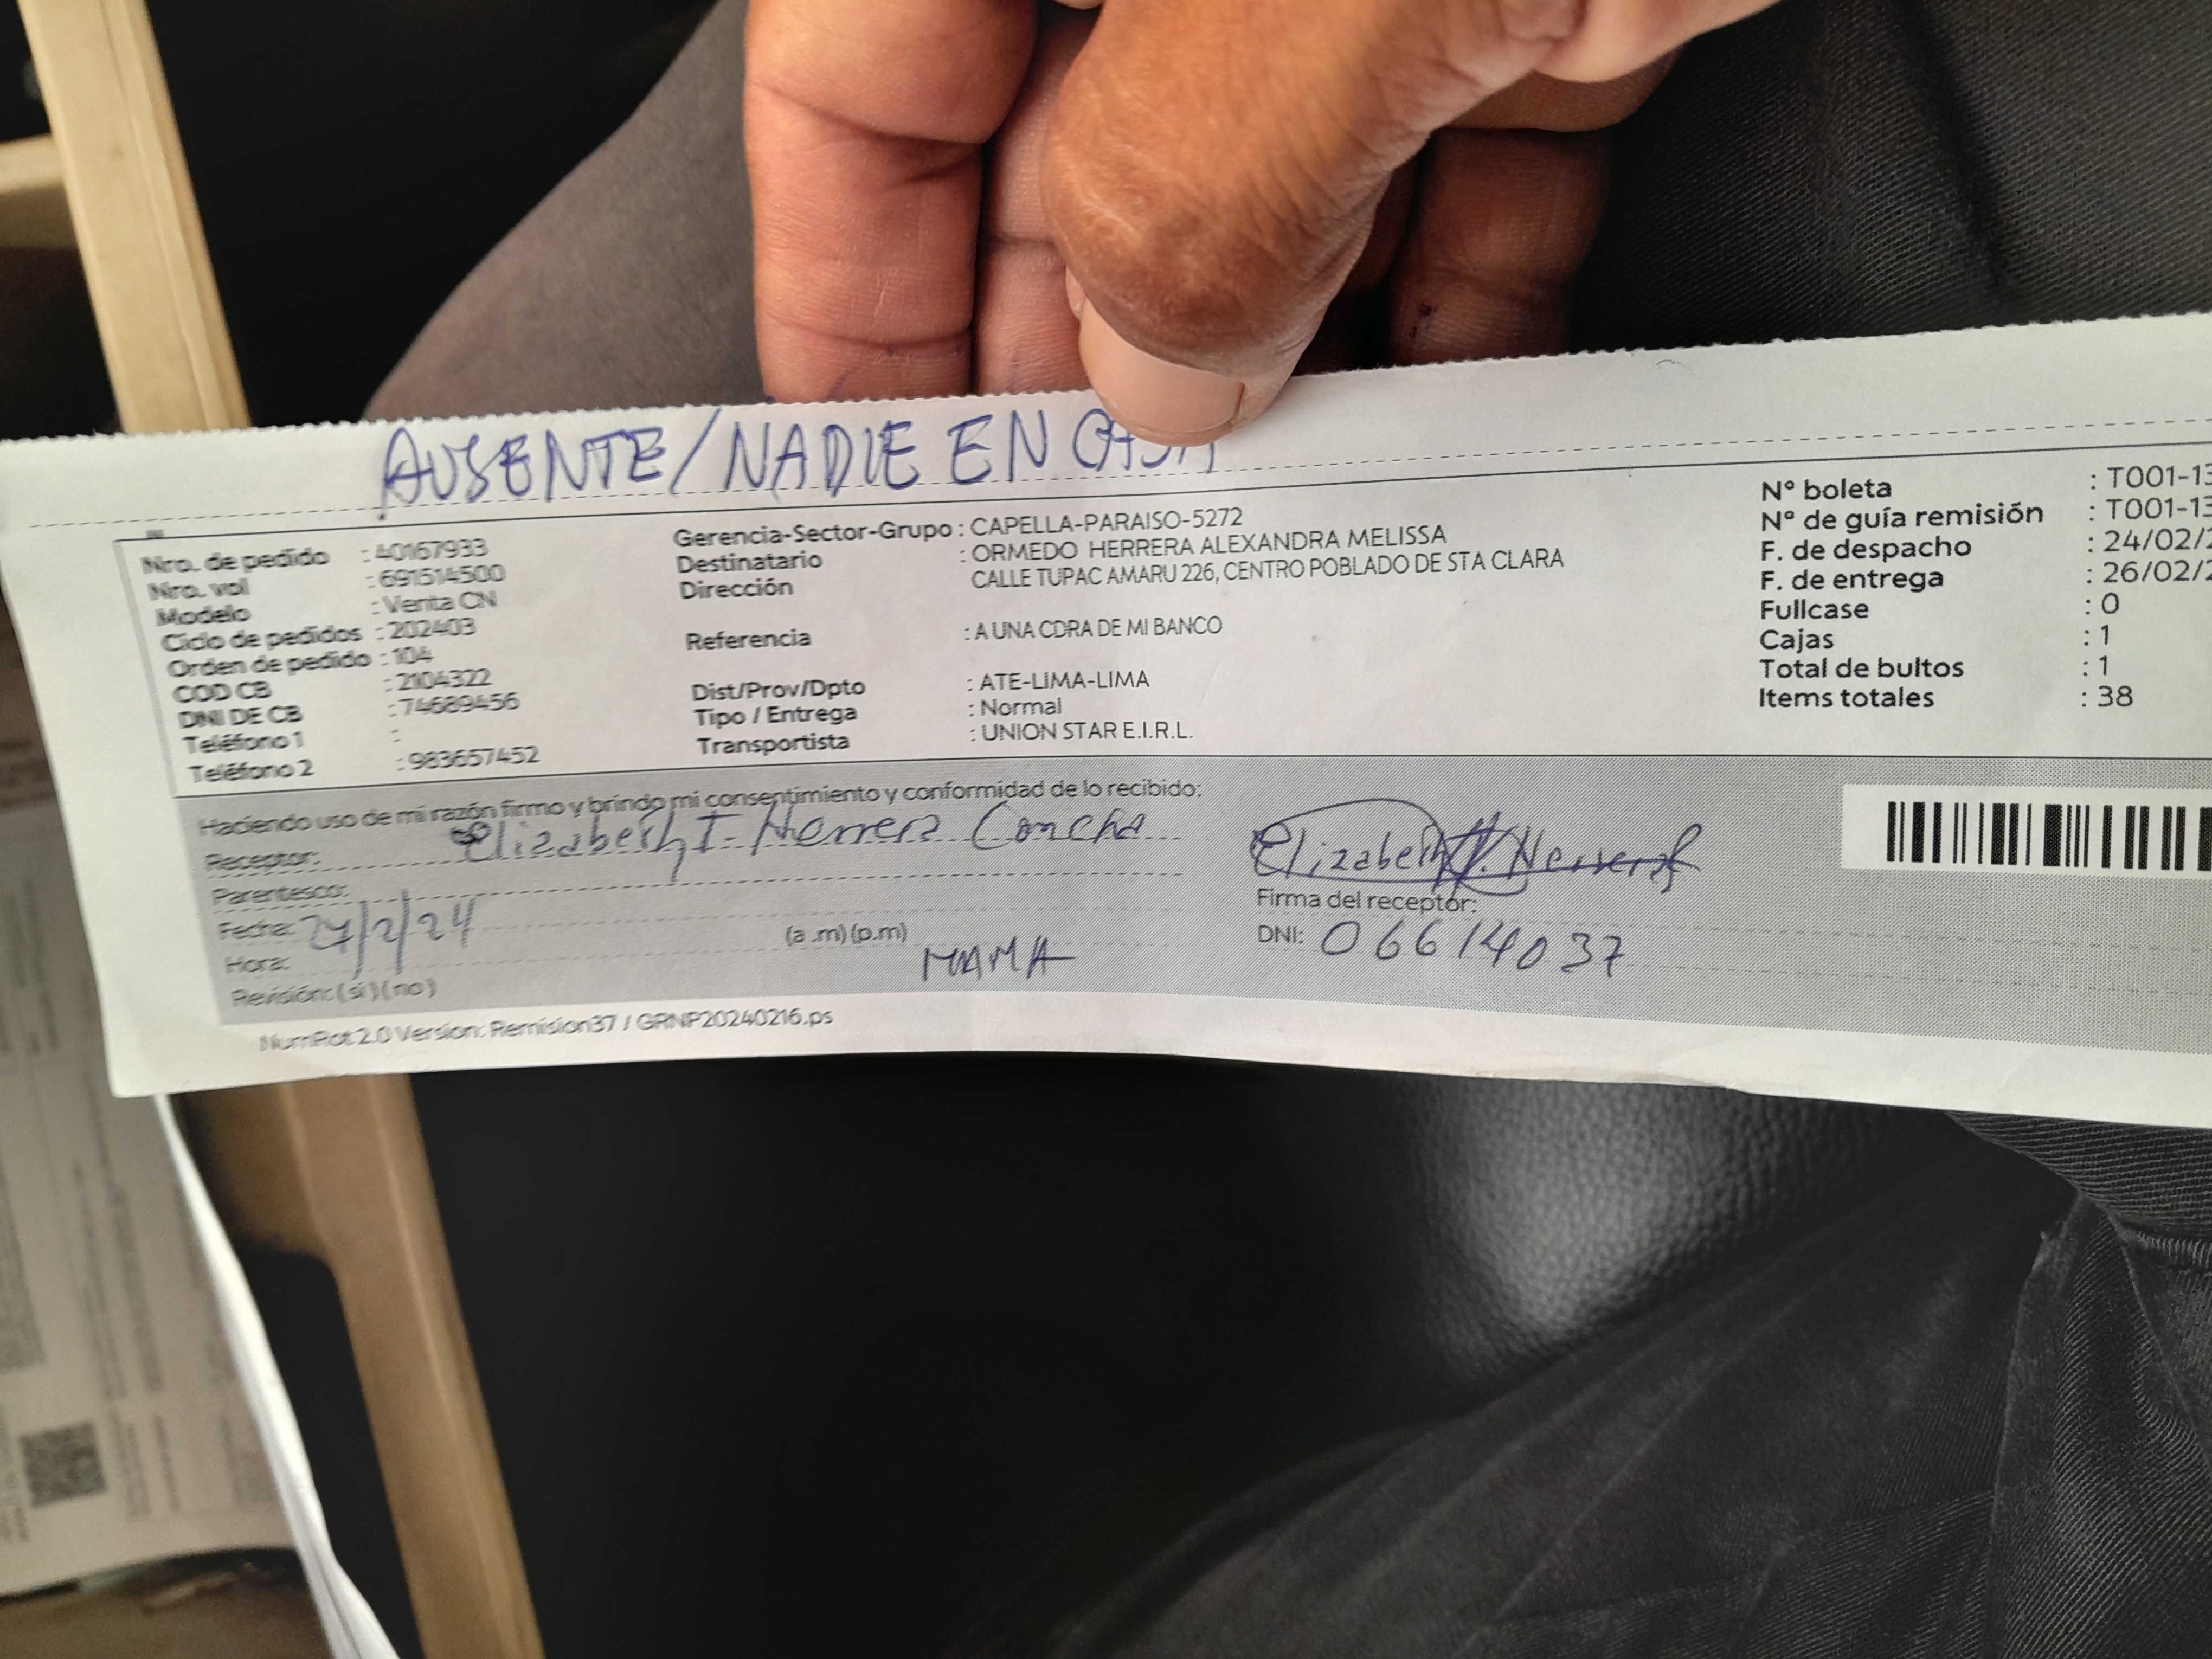 AUSENTE/NADIE EN CASA
Nro. de pedido : 40167933
Nro. vol : 691514500
Modelo : Venta CN
Ciclo de pedidos : 202403
Orden de pedido : 104
COD CB : 2104322
DNI DE CB : 74689456
Teléfono 1 :
Teléfono 2 : 983657452
Gerencia-Sector-Grupo : CAPELLA-PARAISO-5272
Destinatario : ORMEDO HERRERA ALEXANDRA MELISSA
Dirección CALLE TUPAC AMARU 226, CENTRO POBLADO DE STA CLARA
Referencia : A UNA CDRA DE MI BANCO
Dist/Prov/Dpto : ATE-LIMA-LIMA
Tipo / Entrega : Normal
Transportista : UNION STAR E.I.R.L.
Nº boleta : T001-13
Nº de guía remisión : T001-13
F. de despacho : 24/02/2
F. de entrega : 26/02/2
Fullcase : 0
Cajas : 1
Total de bultos : 1
Items totales : 38
Haciendo uso de mi razón firmo y brindo mi consentimiento y conformidad de lo recibido:
Receptor: Elizabeth T. Herrera Concha
Parentesco:
Fecha: 27/2/24
Hora: (a .m) (p.m)
MAMA
Revisión: (si) (no)
Elizabeth T. Herrera
Firma del receptor:
DNI: 06614037
NumRot 2.0 Version: Remision37 / GRNP20240216.ps